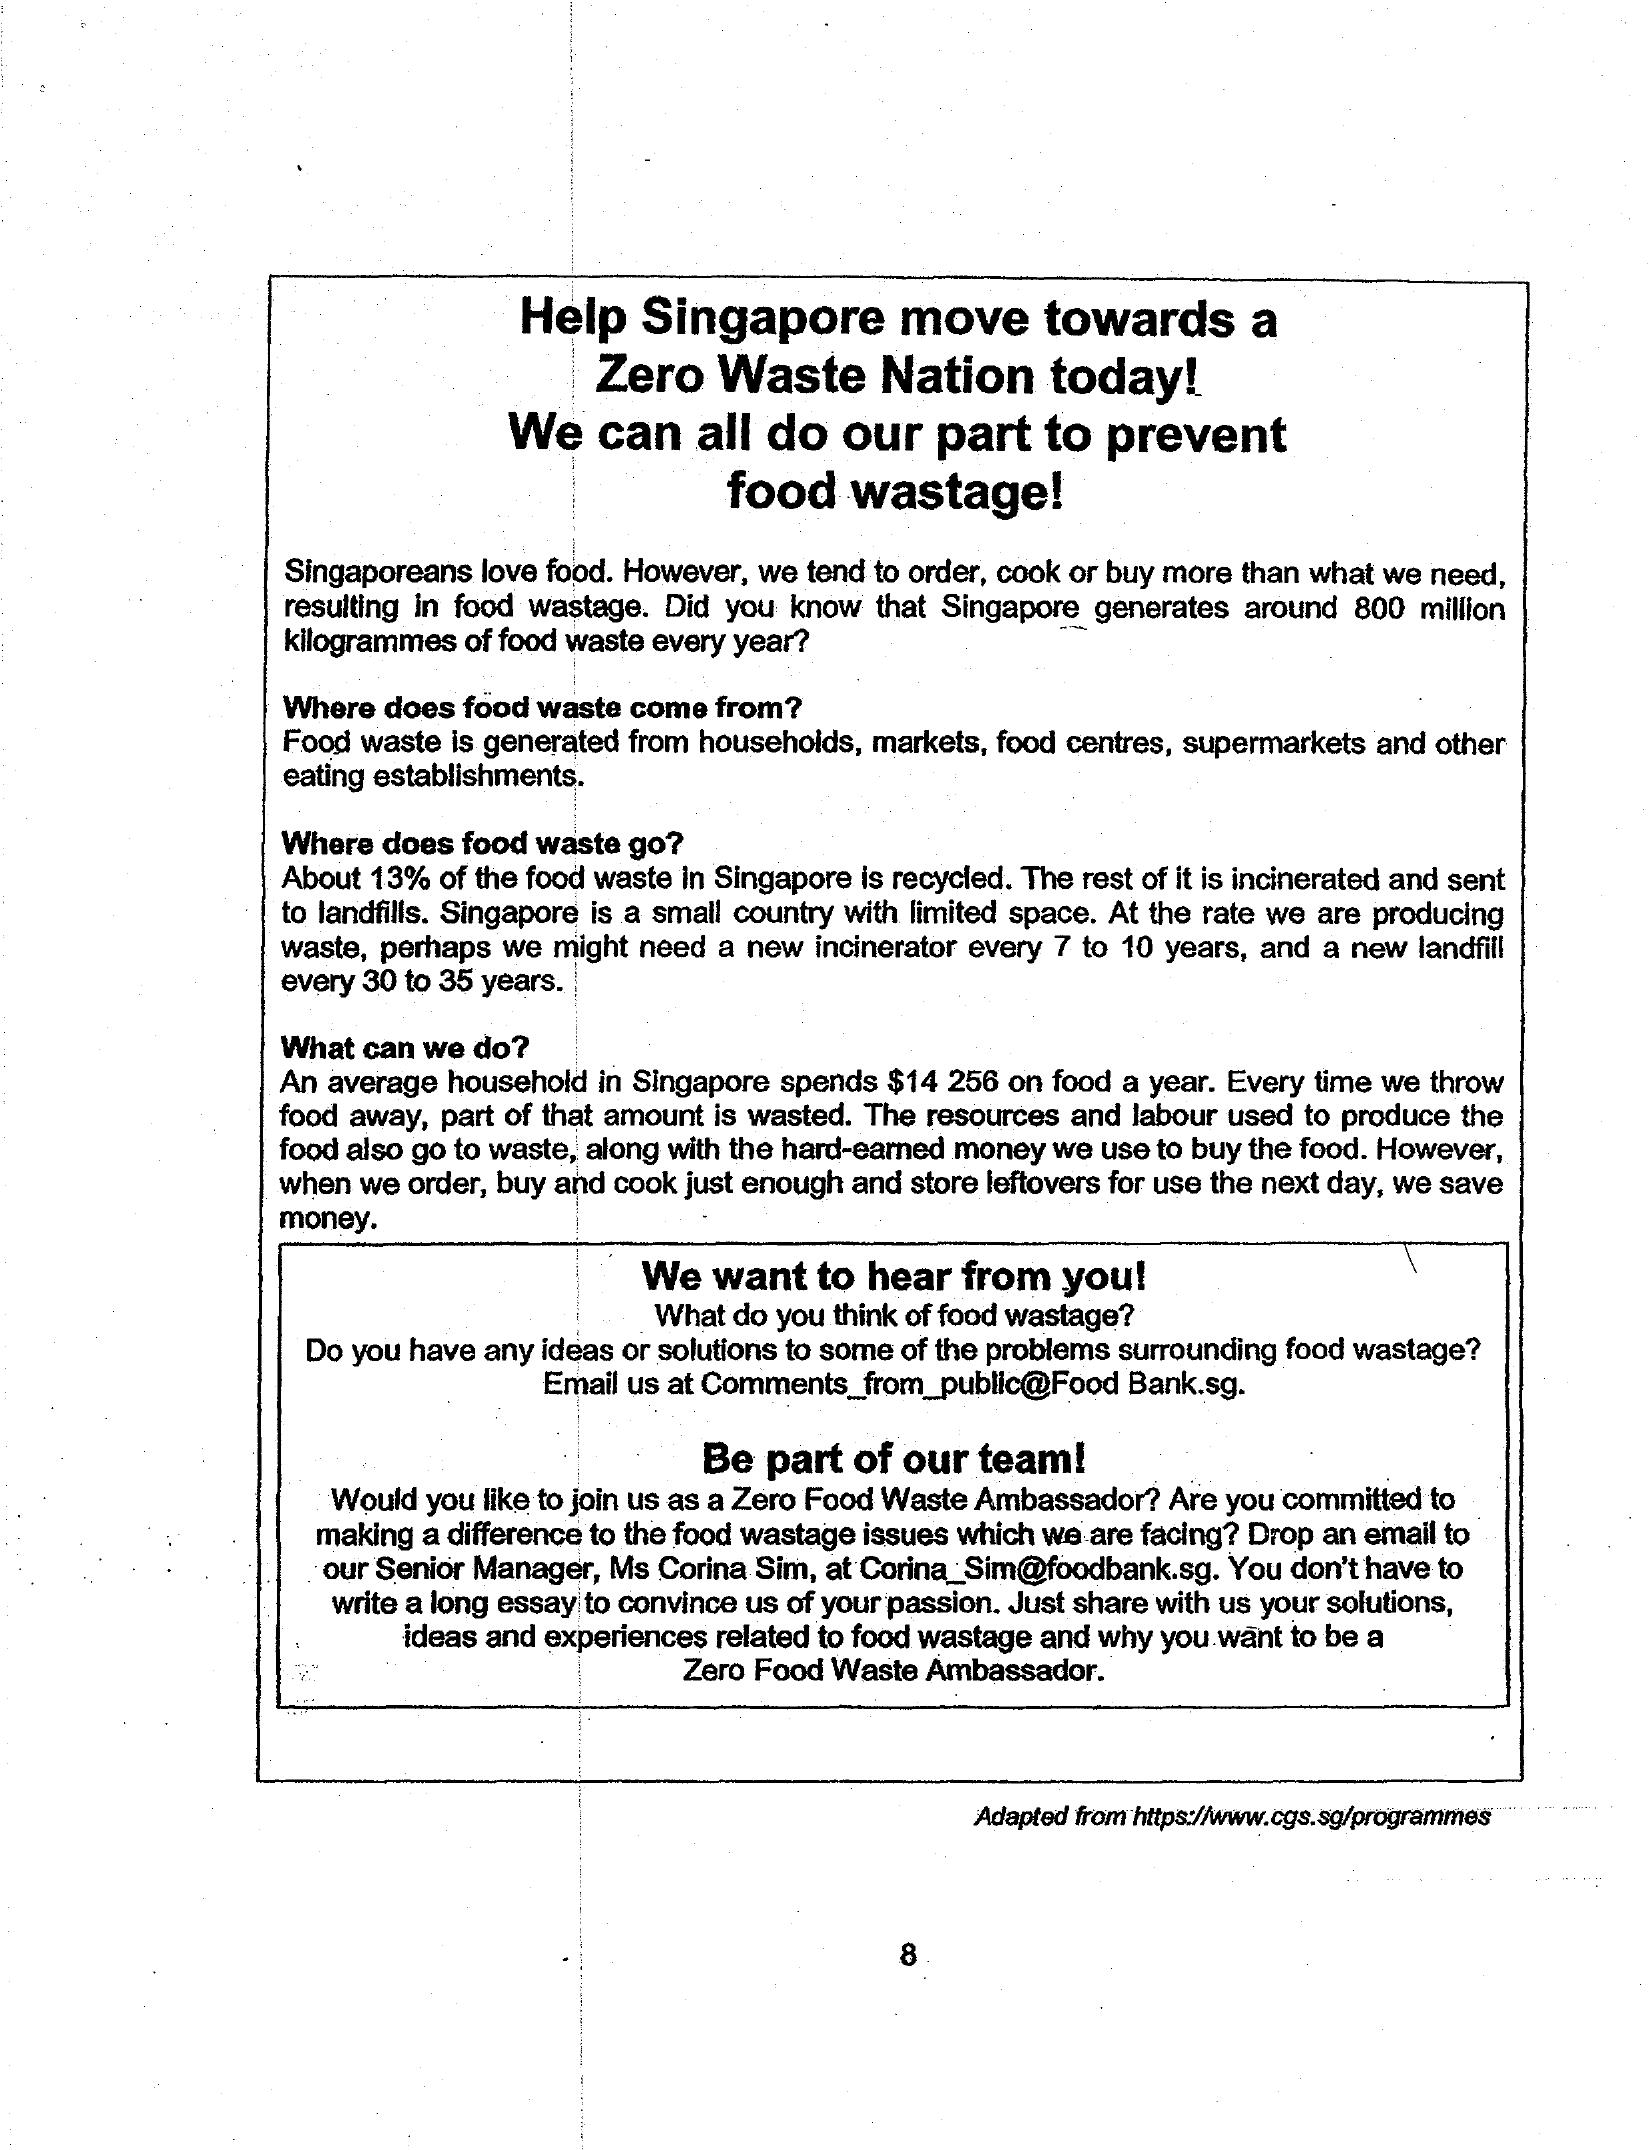 Help Singapore move towards a
Zero Waste Nation today!
We can all do our part to prevent
food wastage!
Singaporeans love food. However, we tend to order, cook or buy more than what we need,
resulting in food wastage. Did you know that Singapore generates around 800 million
kilogrammes of food waste every year?
Where does food waste come from?
Food waste is generated from households, markets, food centres, supermarkets and other
eating establishments.
Where does food waste go?
About 13% of the food waste in Singapore is recycled. The rest of it is incinerated and sent
to landfills. Singapore is a small country with limited space. At the rate we are producing
waste, perhaps we might need a new incinerator every 7 to 10 years, and a new landfill
every 30 to 35 years.
What can we do?
An average household in Singapore spends $14 256 on food a year. Every time we throw
food away, part of that amount is wasted. The resources and labour used to produce the
food also go to waste, along with the hard-earned money we use to buy the food. However,
when we order, buy and cook just enough and store leftovers for use the next day, we save
money.
We want to hear from you!
What do you think of food wastage?
Do you have any ideas or solutions to some of the problems surrounding food wastage?
Email us at Comments_from_public@Food Bank.sg.
Be part of our team!
Would you like to join us as a Zero Food Waste Ambassador? Are you committed to
making a difference to the food wastage issues which we are facing? Drop an email to
our Senior Manager, Ms Corina Sim, at Corina_Sim@foodbank.sg. You don't have to
write a long essay to convince us of your passion. Just share with us your solutions,
ideas and experiences related to food wastage and why you want to be a
Zero Food Waste Ambassador.
Adapted from https://www.cgs.sg/programmes
8